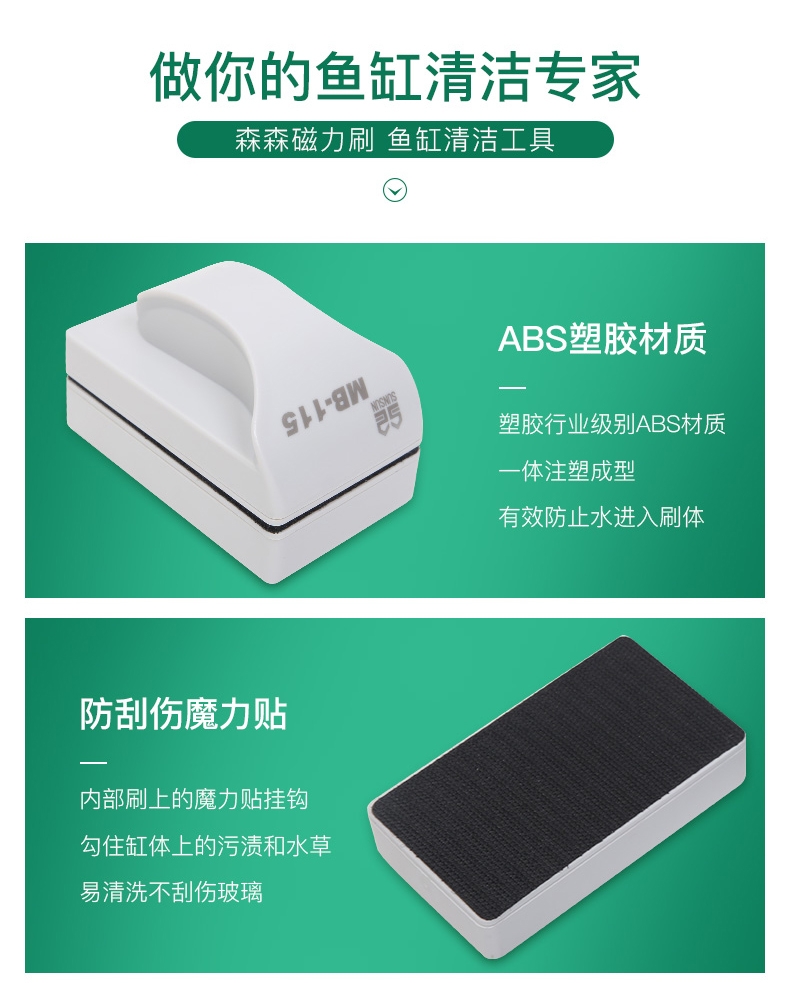 做你的鱼缸清洁专家
森森磁力刷 鱼缸清洁工具
ABS塑胶材质
塑胶行业级别ABS材质
一体注塑成型
有效防止水进入刷体
MB-115
SUNSUN
防刮伤魔力贴
内部刷上的魔力贴挂钩
勾住缸体上的污渍和水草
易清洗不刮伤玻璃